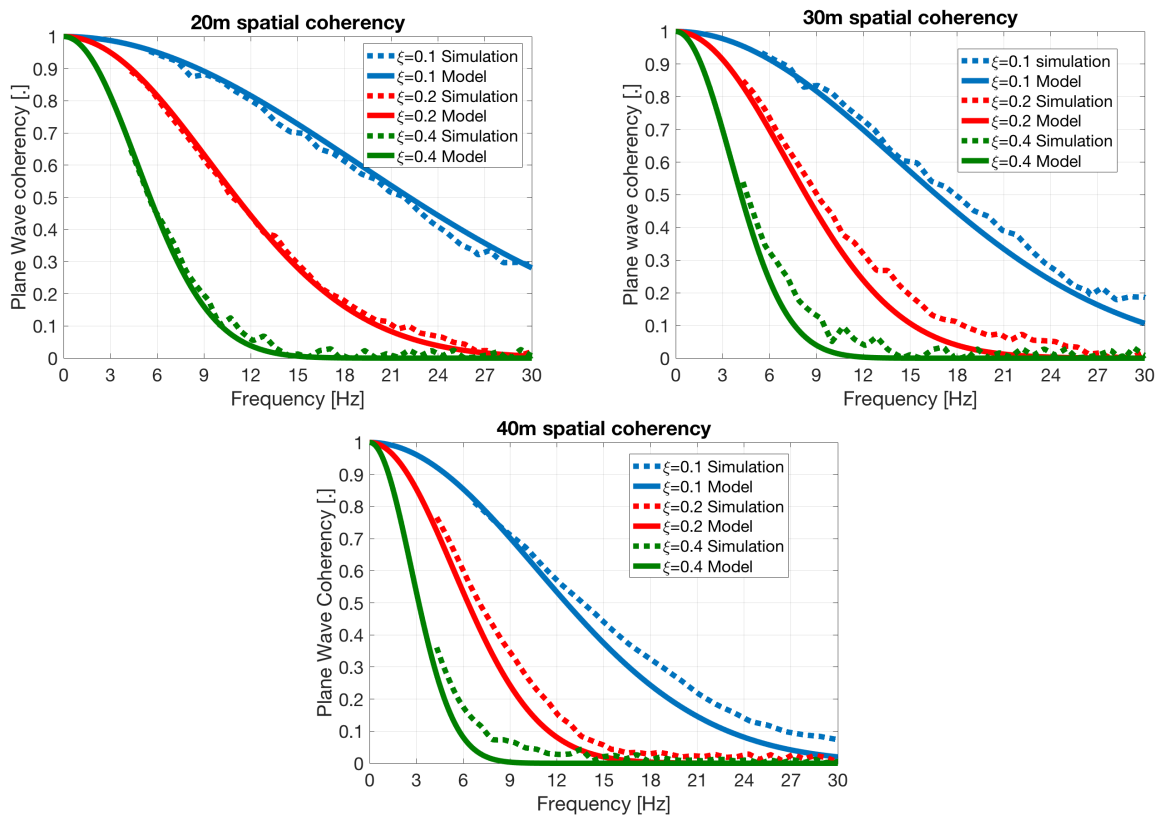 20m spatial coherency
Plane Wave coherency [.]
1
0.9
0.8
0.7
0.6
0.5
0.4
0.3
0.2
0.1
0
0 3 6 9 12 15 18 21 24 27 30
Frequency [Hz]
ξ=0.1 Simulation
ξ=0.1 Model
ξ=0.2 Simulation
ξ=0.2 Model
ξ=0.4 Simulation
ξ=0.4 Model
30m spatial coherency
Plane wave coherency [.]
1
0.9
0.8
0.7
0.6
0.5
0.4
0.3
0.2
0.1
0
0 3 6 9 12 15 18 21 24 27 30
Frequency [Hz]
ξ=0.1 simulation
ξ=0.1 Model
ξ=0.2 Simulation
ξ=0.2 Model
ξ=0.4 Simulation
ξ=0.4 Model
40m spatial coherency
Plane Wave Coherency [.]
1
0.9
0.8
0.7
0.6
0.5
0.4
0.3
0.2
0.1
0
0 3 6 9 12 15 18 21 24 27 30
Frequency [Hz]
ξ=0.1 Simulation
ξ=0.1 Model
ξ=0.2 Simulation
ξ=0.2 Model
ξ=0.4 Simulation
ξ=0.4 Model